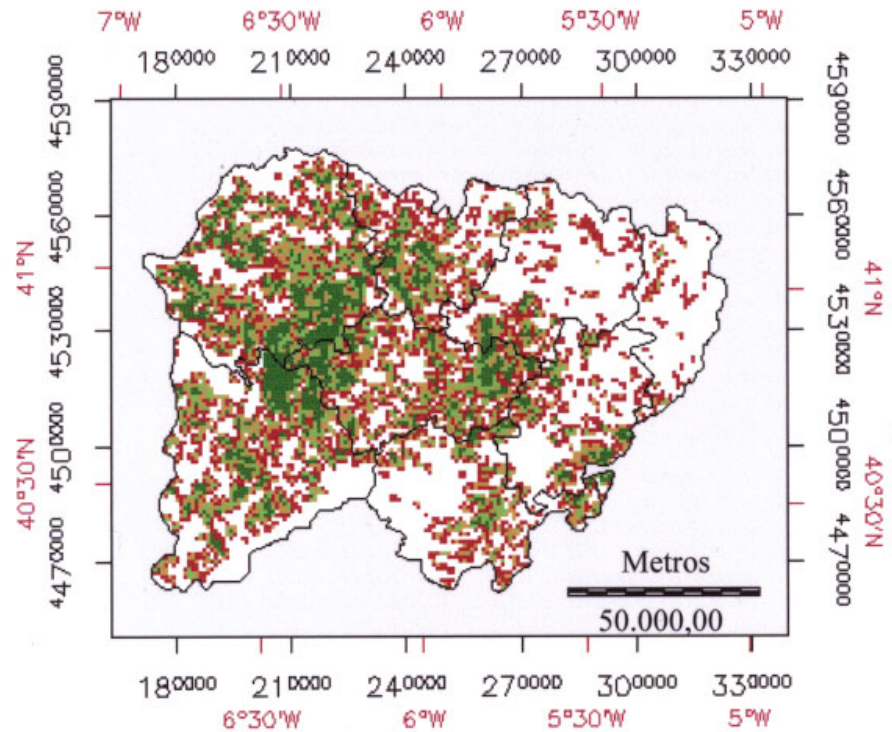 7°W 6°30'W 6°W 5°30'W 5°W
180000 210000 240000 270000 300000 330000
4590000 4590000
4560000 4560000
41°N 41°N
4530000 4530000
4500000 4500000
40°30'N 40°30'N
4470000 4470000
Metros
50.000,00
180000 210000 240000 270000 300000 330000
6°30'W 6°W 5°30'W 5°W